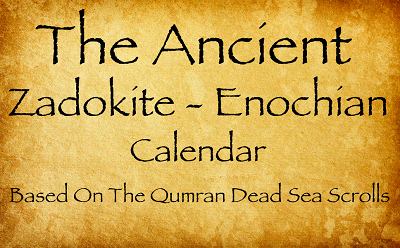 The Ancient
Zadokite - Enochian
Calendar
Based On The Qumran Dead Sea Scrolls